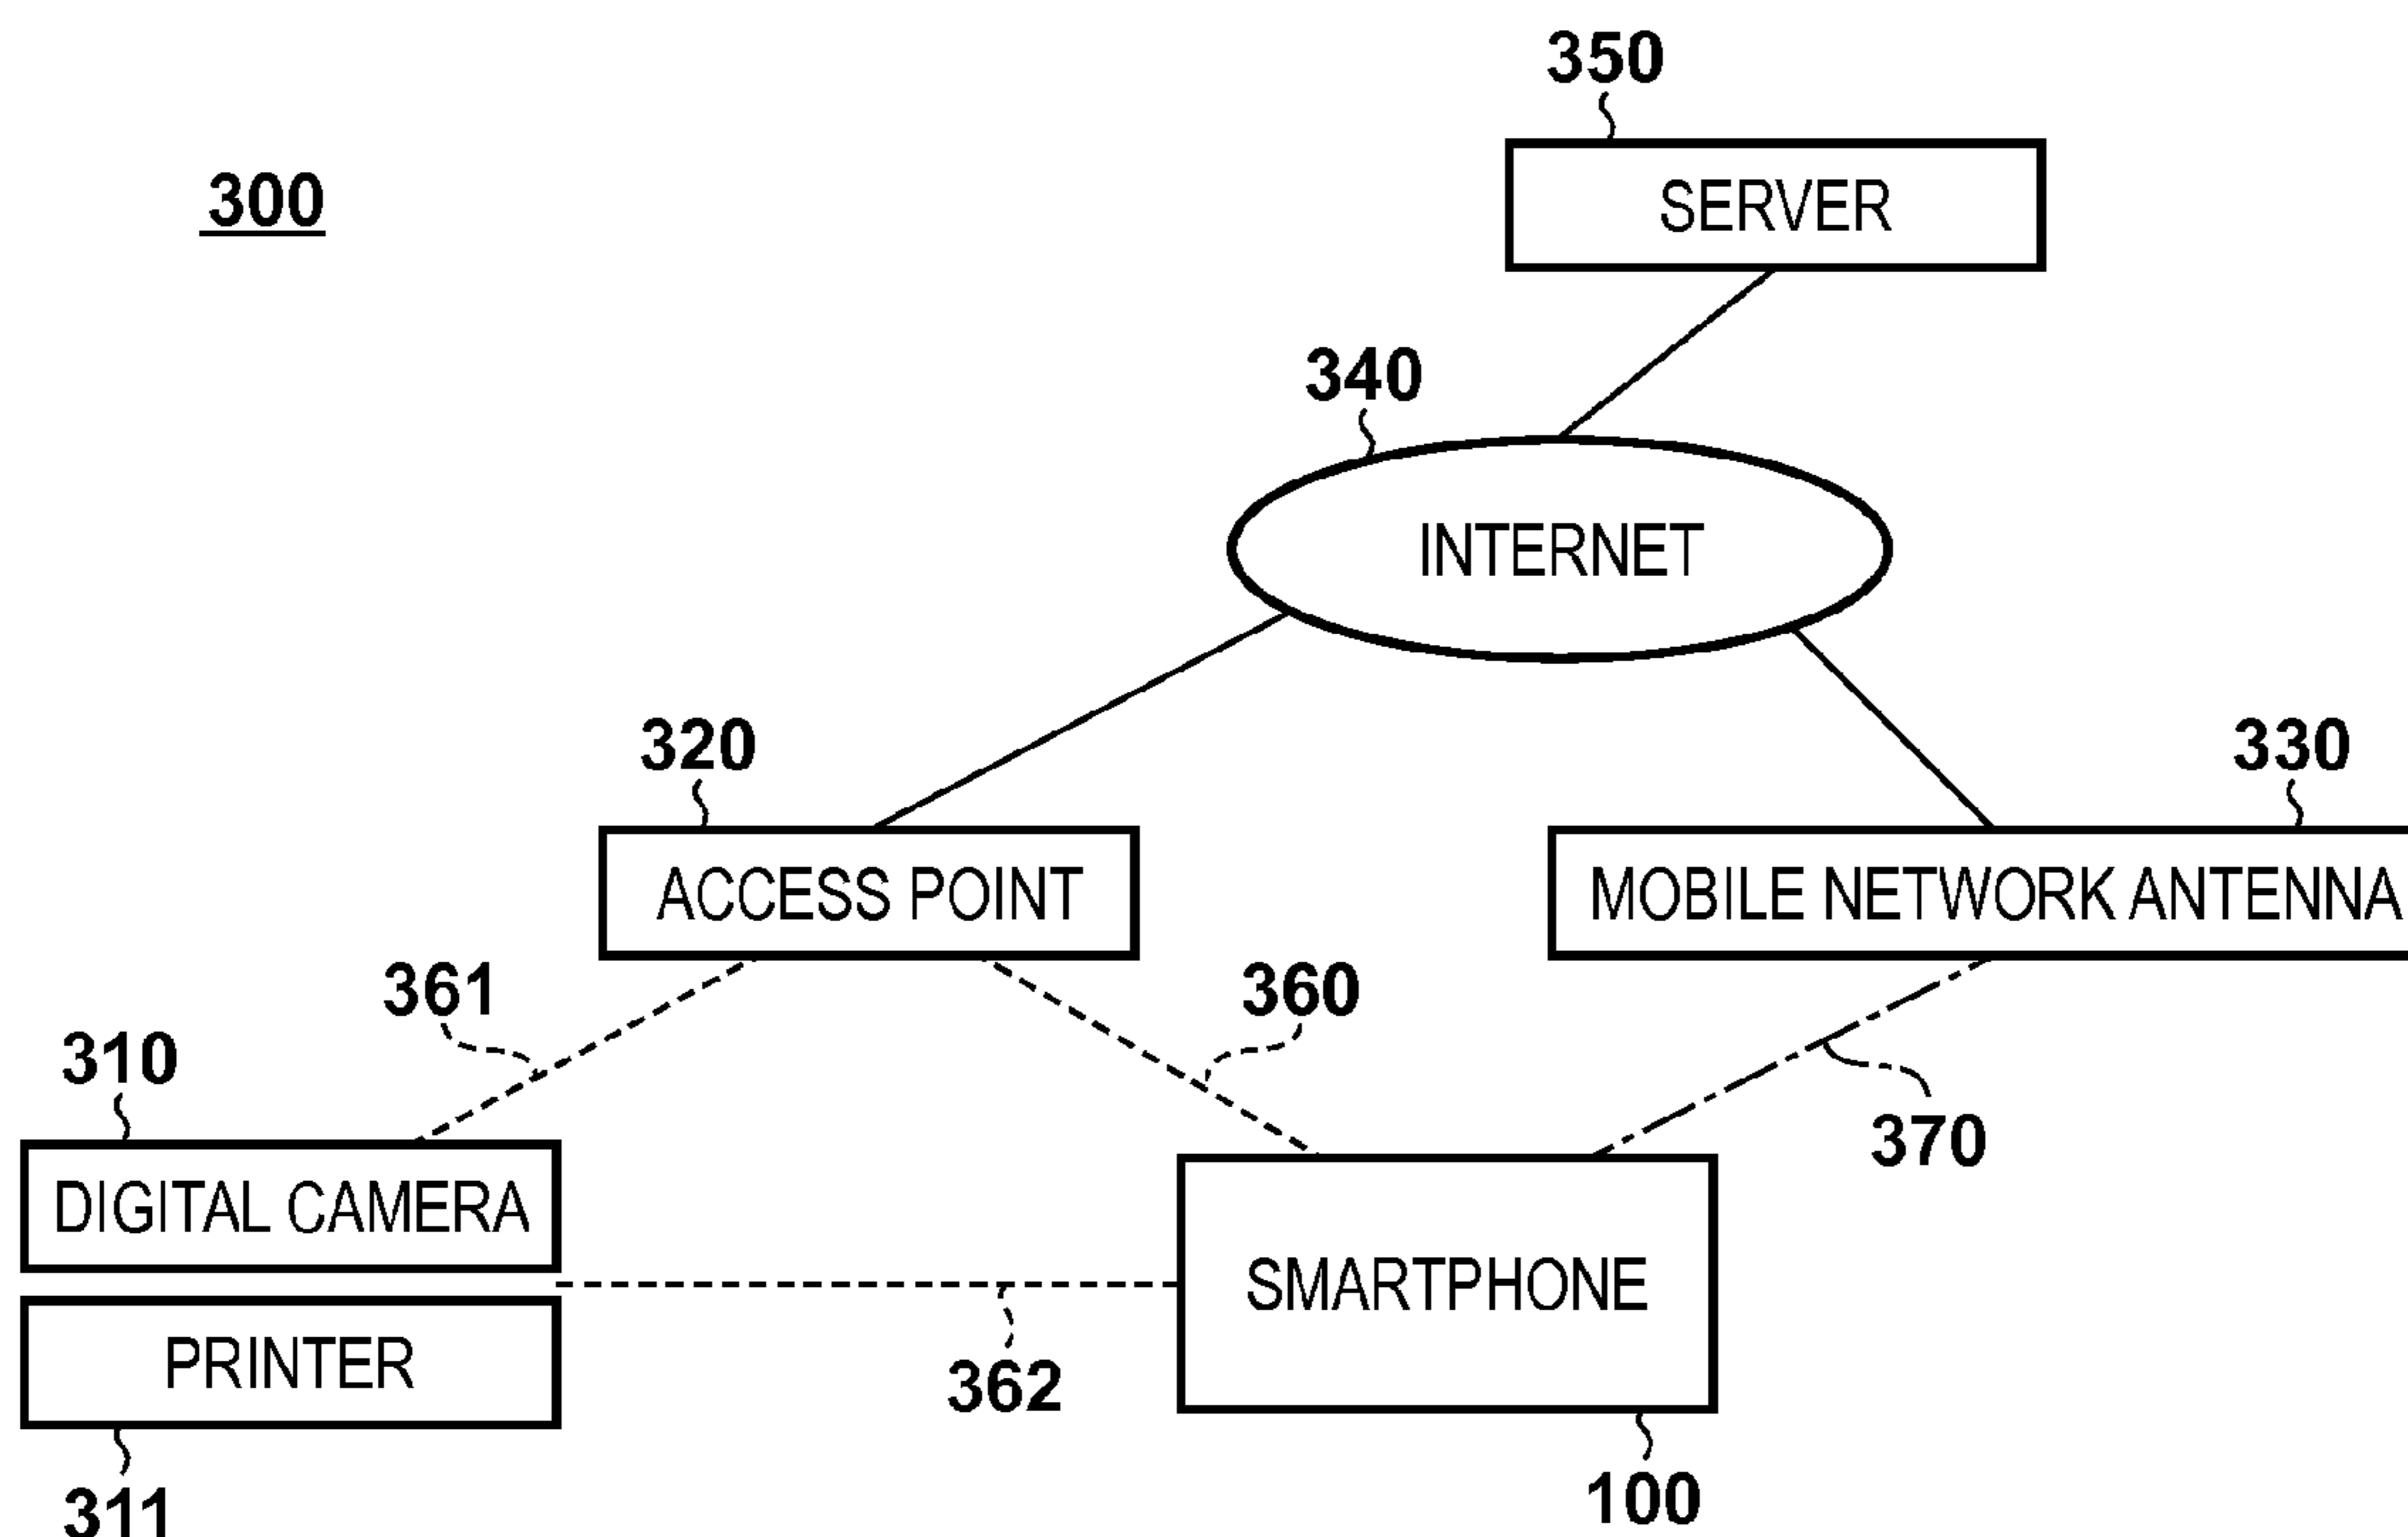 350
300
SERVER
340
INTERNET
320
330
ACCESS POINT
MOBILE NETWORK ANTENNA
361
360
310
370
DIGITAL CAMERA
SMARTPHONE
PRINTER
362
311
100